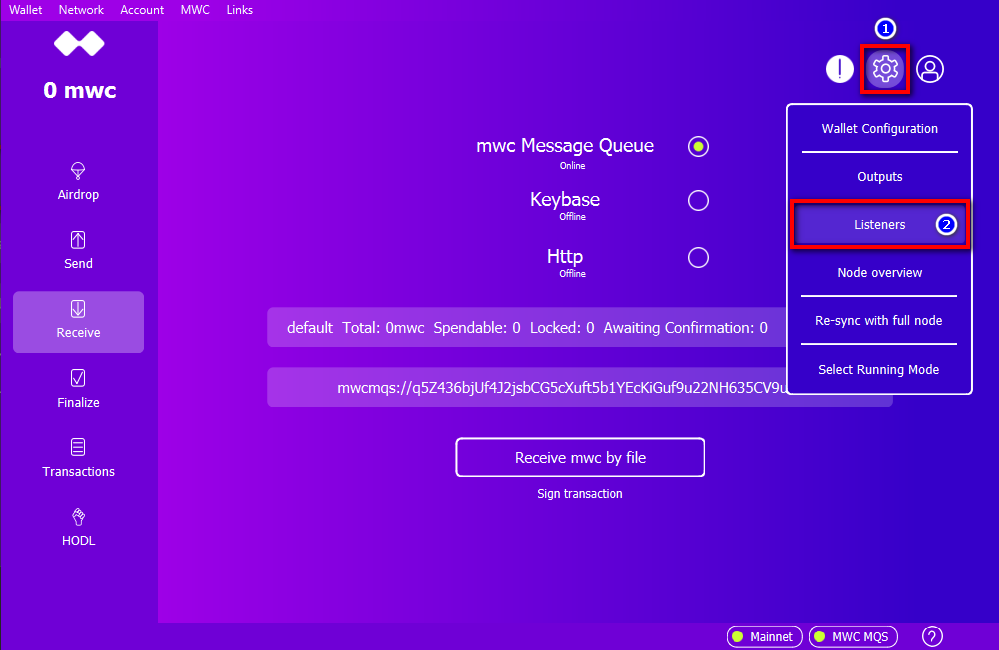 Wallet Network Account MWC Links
1
0 mwc
Airdrop
Send
Receive
Finalize
Transactions
HODL
mwc Message Queue
Online
Keybase
Offline
Http
Offline
default Total: 0mwc Spendable: 0 Locked: 0 Awaiting Confirmation: 0
mwcmqs://q5Z436bjUf4J2jsbCG5cXuft5b1YEcKiGuf9u22NH635CV9u
Receive mwc by file
Sign transaction
Wallet Configuration
Outputs
Listeners 2
Node overview
Re-sync with full node
Select Running Mode
Mainnet MWC MQS ?